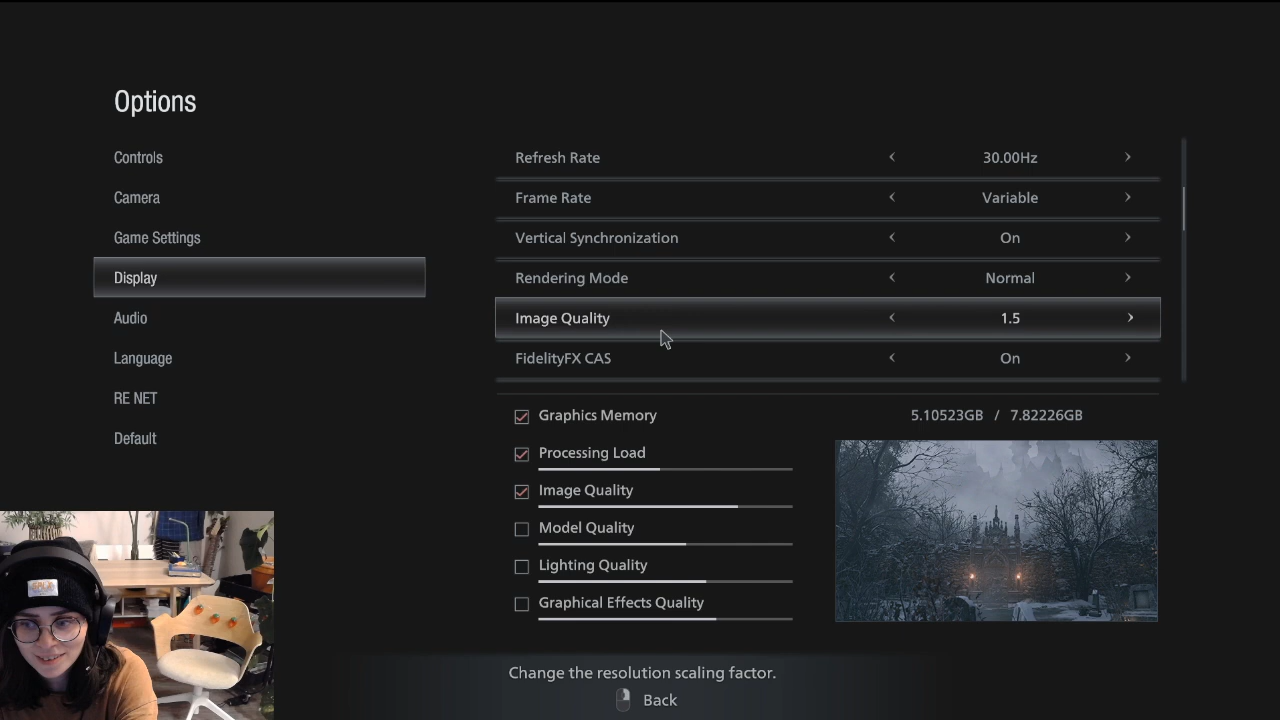 Options
Controls
Camera
Game Settings
Display
Audio
Language
RE NET
Default
Refresh Rate < 30.00Hz >
Frame Rate < Variable >
Vertical Synchronization < On >
Rendering Mode < Normal >
Image Quality < 1.5 >
FidelityFX CAS < On >
Graphics Memory 5.10523GB / 7.82226GB
Processing Load
Image Quality
Model Quality
Lighting Quality
Graphical Effects Quality
Change the resolution scaling factor.
Back